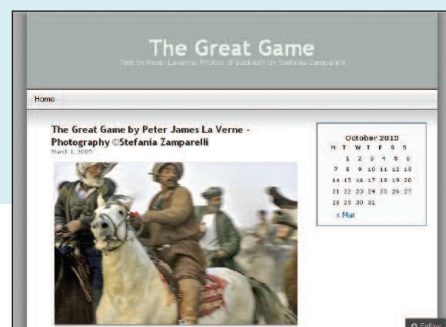 The Great Game
Text by Peter Laverne, Photos of Buzkashi by Stefania Zamparelli
Home
The Great Game by Peter James La Verne -
Photography ©Stefania Zamparelli
March 1, 2005
October 2013
M T W T F S S
1 2 3 4 5 6
7 8 9 10 11 12 13
14 15 16 17 18 19 20
21 22 23 24 25 26 27
28 29 30 31
« Mar
Follow